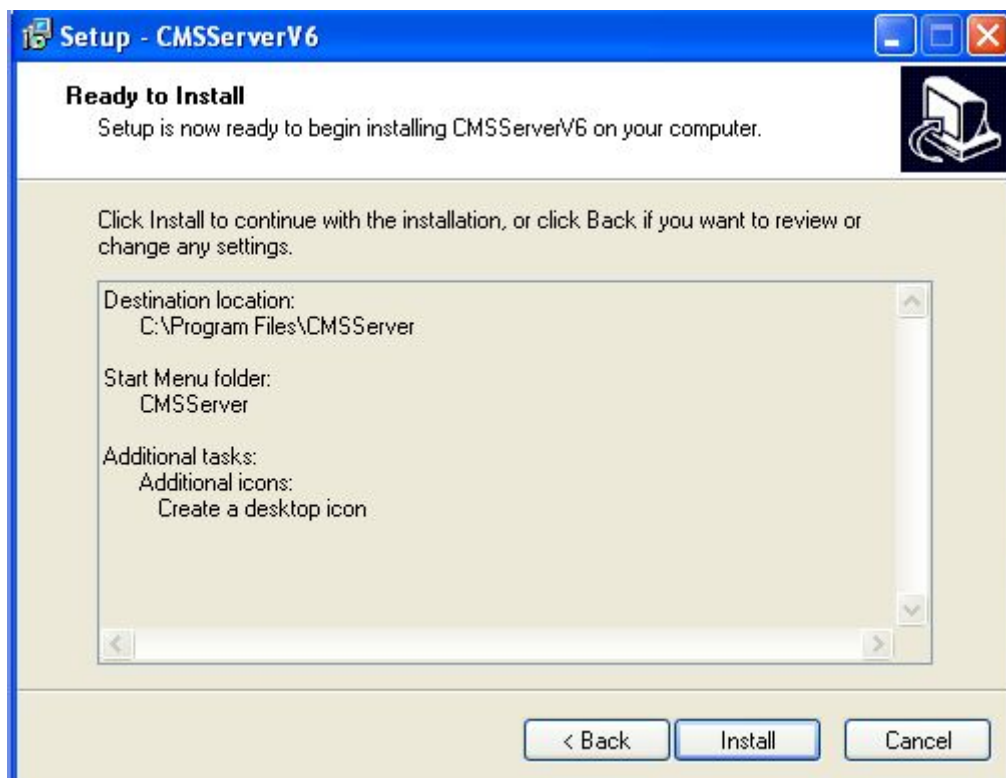 Setup - CMSServerV6
Ready to Install
Setup is now ready to begin installing CMSServerV6 on your computer.
Click Install to continue with the installation, or click Back if you want to review or
change any settings.
Destination location:
C:\Program Files\CMSServer
Start Menu folder:
CMSServer
Additional tasks:
Additional icons:
Create a desktop icon
< Back Install Cancel